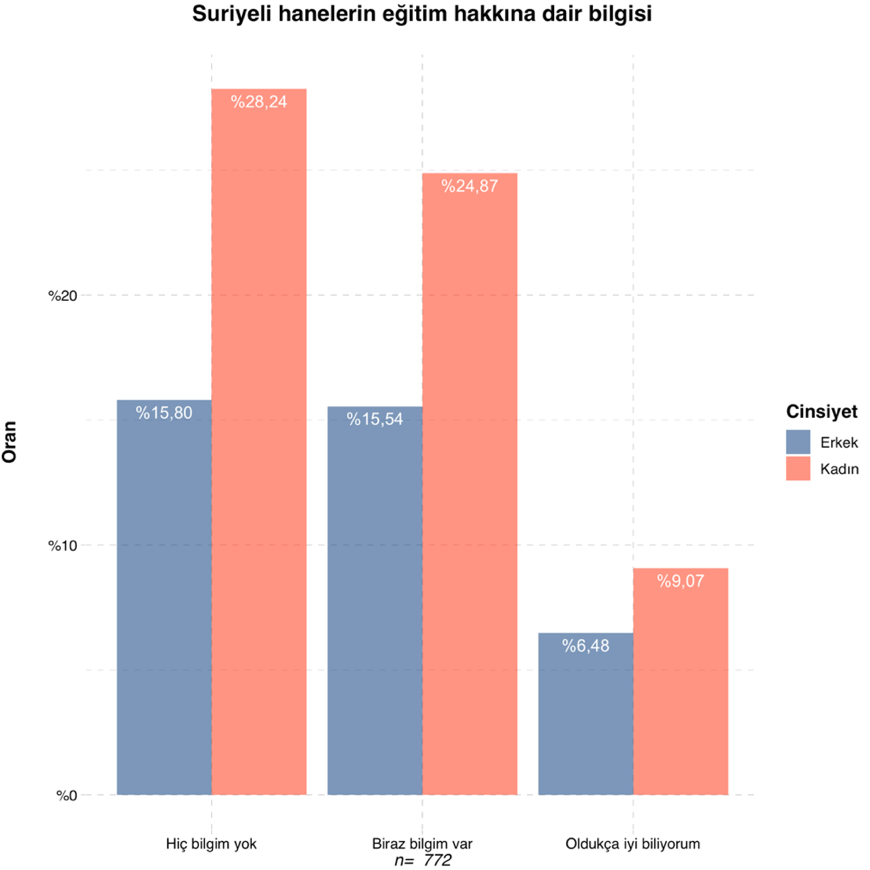 Suriyeli hanelerin eğitim hakkına dair bilgisi
%28,24
%24,87
%20
%15,80
%15,54
%10
%9,07
%6,48
%0
Oran
Cinsiyet
Erkek
Kadın
Hiç bilgim yok
Biraz bilgim var
Oldukça iyi biliyorum
n= 772